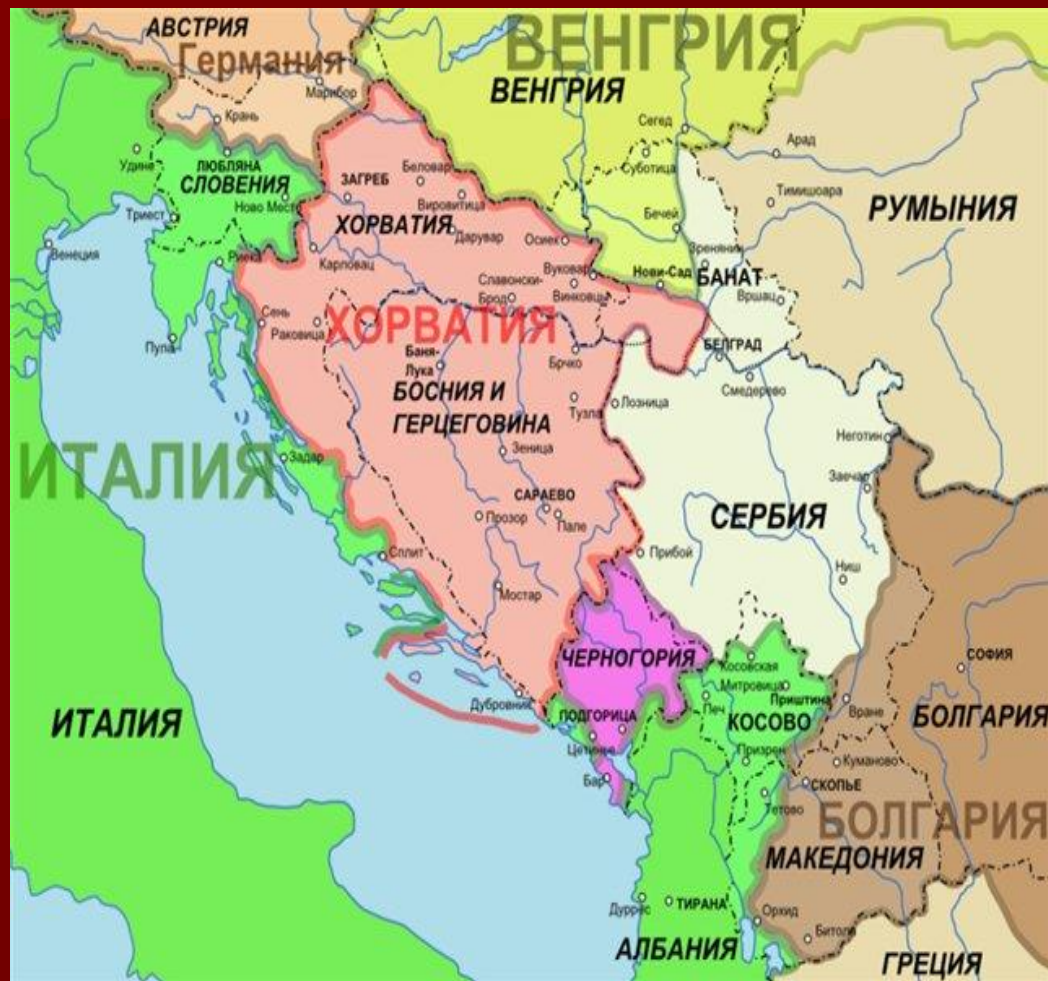 АВСТРИЯ
Германия
Марибор
Крань
ВЕНГРИЯ
ВЕНГРИЯ
Сегед
Суботица
Арад
Тимишоара
РУМЫНИЯ
Удине
ЛЮБЛЯНА
СЛОВЕНИЯ
Ново Место
Триест
Венеция
Риека
Пула
ЗАГРЕБ
Беловар
Вировитица
ХОРВАТИЯ
Дарувар
Осиек
Карловац
Бечей
Зренянин
Нови-Сад
БАНАТ
Вршац
Вуковар
Славонски-
Брод
Винковцы
Сень
Раковица
ХОРВАТИЯ
Баня-
Лука
Брчко
БЕЛГРАД
Смедерево
БОСНИЯ И
ГЕРЦЕГОВИНА
Тузла
Лозница
Зеница
Неготин
Заечар
ИТАЛИЯ
Задар
САРАЕВО
Прозор
Пале
СЕРБИЯ
Сплит
Прибой
Ниш
Мостар
ЧЕРНОГОРИЯ
Косовская
Митровица
Приштина
СОФИЯ
Дубровник
ПОДГОРИЦА
Печ
КОСОВО
Вране
БОЛГАРИЯ
ИТАЛИЯ
Цетинье
Бар
Призрен
Куманово
СКОПЬЕ
Тетово
БОЛГАРИЯ
МАКЕДОНИЯ
Дуррес
ТИРАНА
Орхид
Битола
АЛБАНИЯ
ГРЕЦИЯ